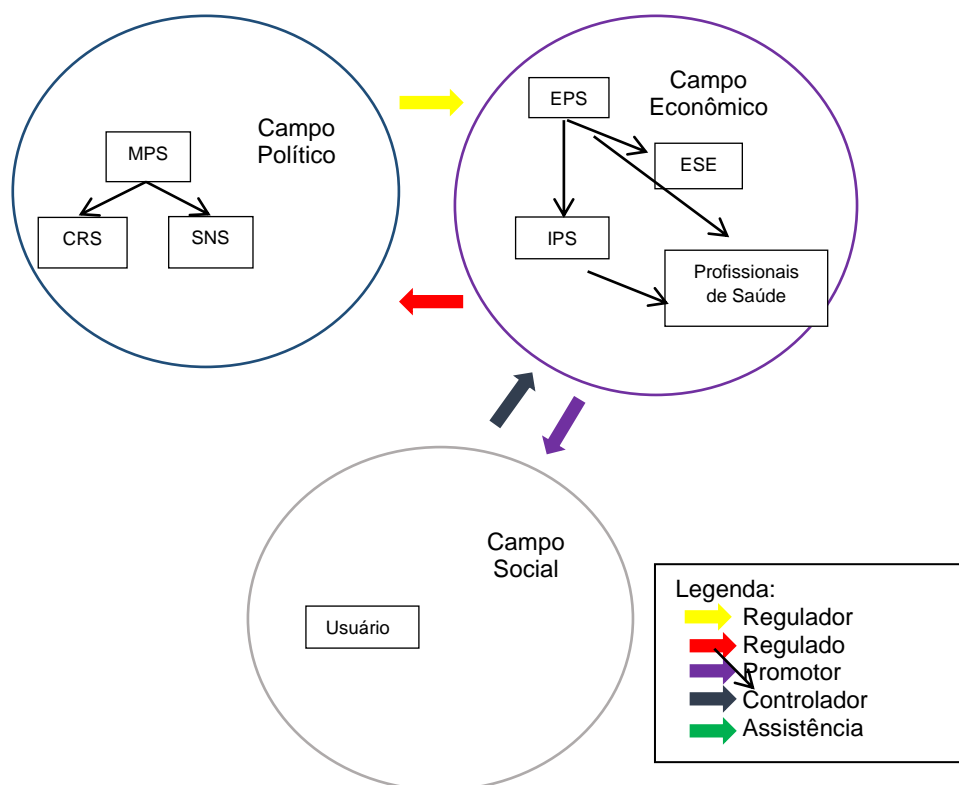 Campo
Político
MPS
CRS
SNS
Campo
Econômico
EPS
ESE
IPS
Profissionais
de Saúde
Campo
Social
Usuário
Legenda:
Regulador
Regulado
Promotor
Controlador
Assistência